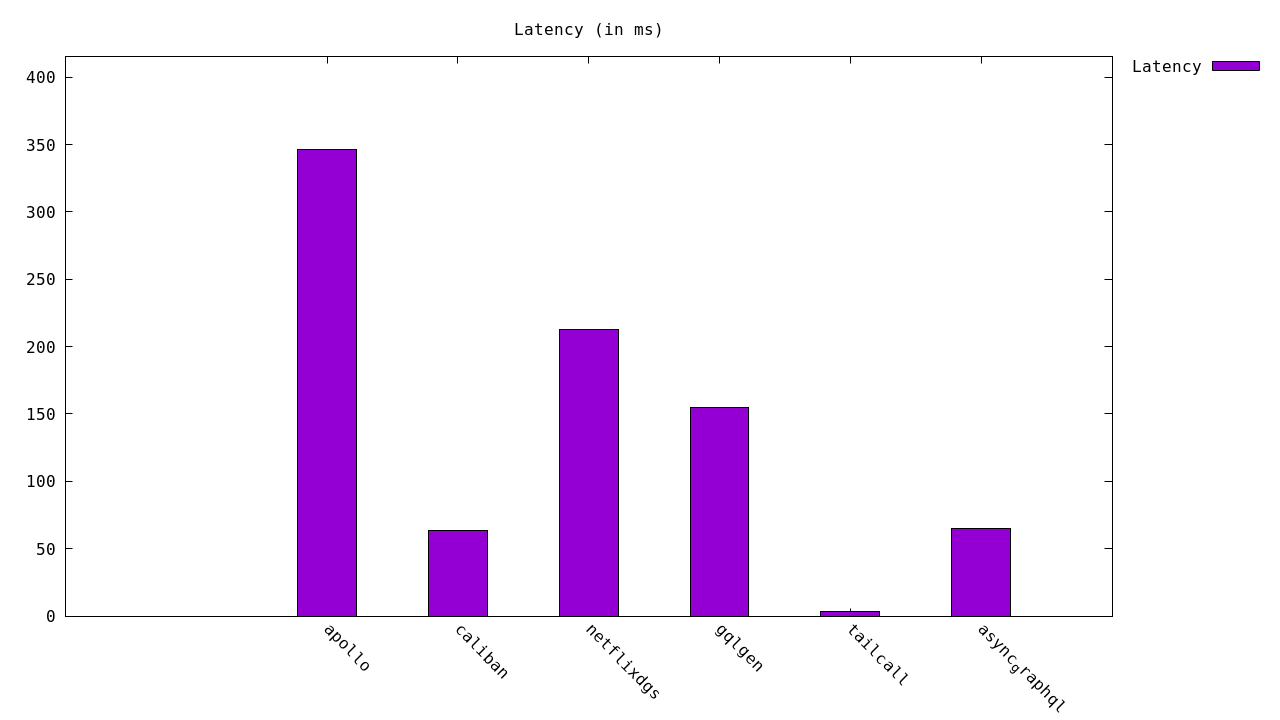 Latency (in ms)
Latency
400
350
300
250
200
150
100
50
0
apollo
caliban
netflixdgs
gqlgen
tailcall
asyncgraphql